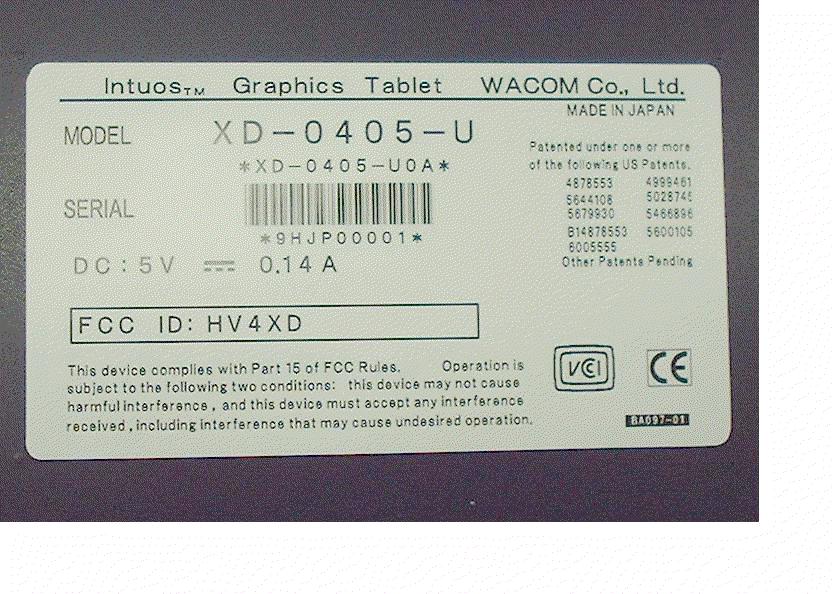 Intuos™ Graphics Tablet WACOM Co., Ltd.
MADE IN JAPAN
MODEL XD-0405-U
*XD-0405-U0A*
SERIAL
*9HJP00001*
DC: 5V ⎓ 0.14A
Patented under one or more
of the following US Patents.
4878553 4999461
5644108 5028745
5679930 5466896
B14878553 5600105
6005555
Other Patents Pending
FCC ID: HV4XD
This device complies with Part 15 of FCC Rules. Operation is
subject to the following two conditions: this device may not cause
harmful interference, and this device must accept any interference
received, including interference that may cause undesired operation.
VCCI
CE
BA097-01